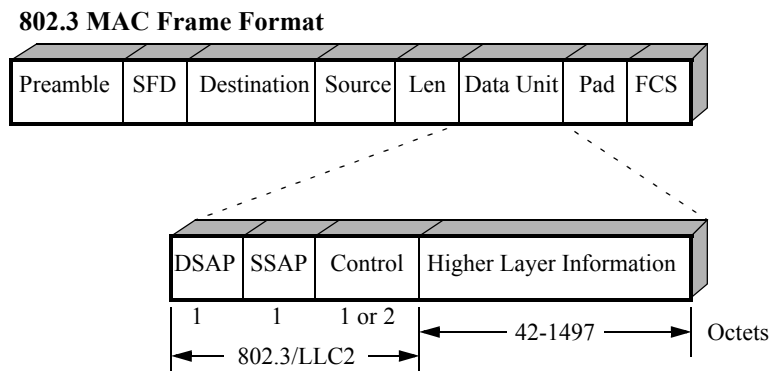 802.3 MAC Frame Format
Preamble SFD Destination Source Len Data Unit Pad FCS
DSAP SSAP Control Higher Layer Information
1 1 1 or 2 42-1497 Octets
802.3/LLC2